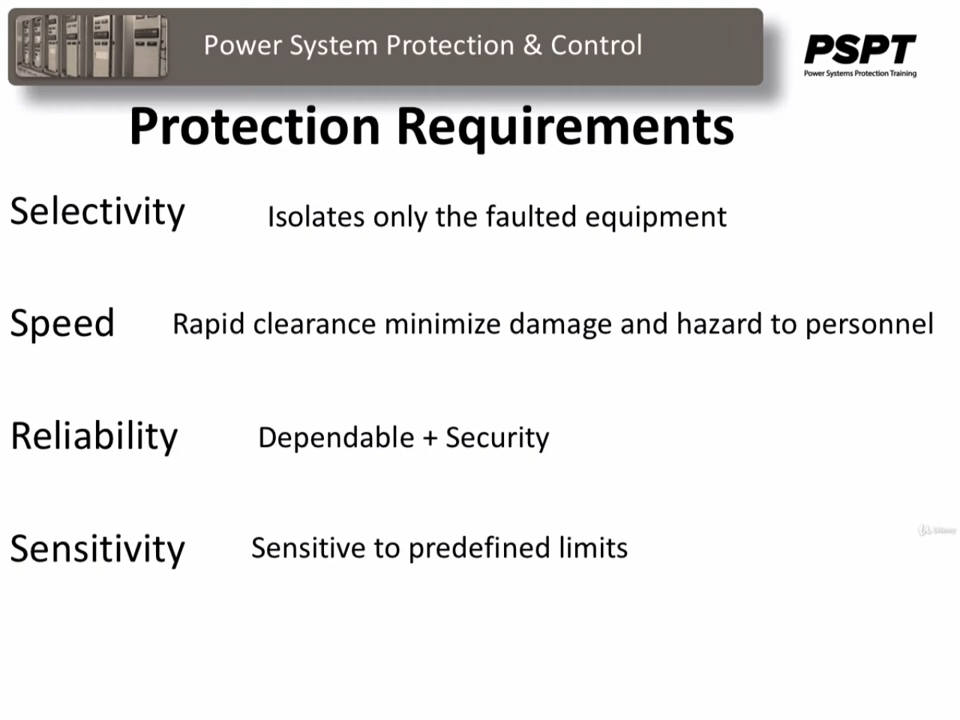 Power System Protection & Control
PSPT
Power Systems Protection Training
Protection Requirements
Selectivity Isolates only the faulted equipment
Speed Rapid clearance minimize damage and hazard to personnel
Reliability Dependable + Security
Sensitivity Sensitive to predefined limits